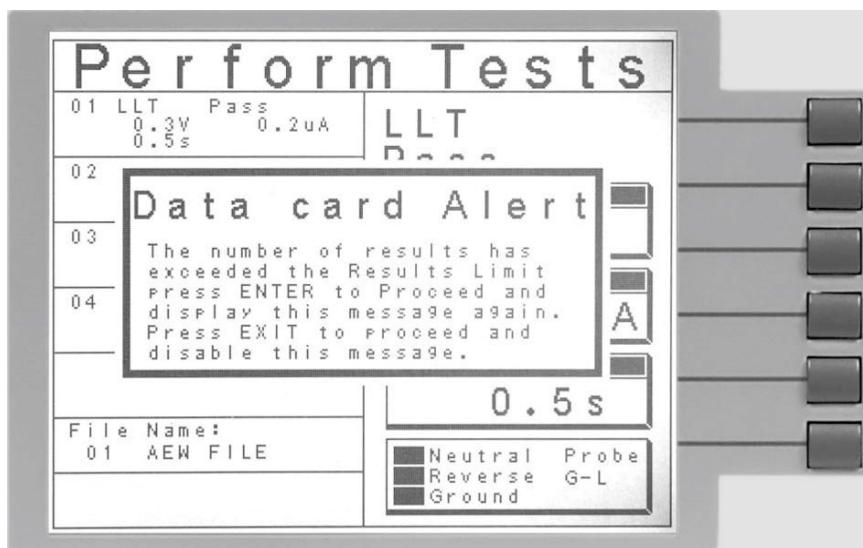 Perform Tests
01 LLT Pass
0.3V 0.2uA
0.5s
02
03
04
File Name:
01 AEW FILE
LLT
Pass
Data card Alert
The number of results has
exceeded the Results Limit
press ENTER to Proceed and
display this message again.
Press EXIT to proceed and
disable this message.
A
0.5s
Neutral Probe
Reverse G-L
Ground